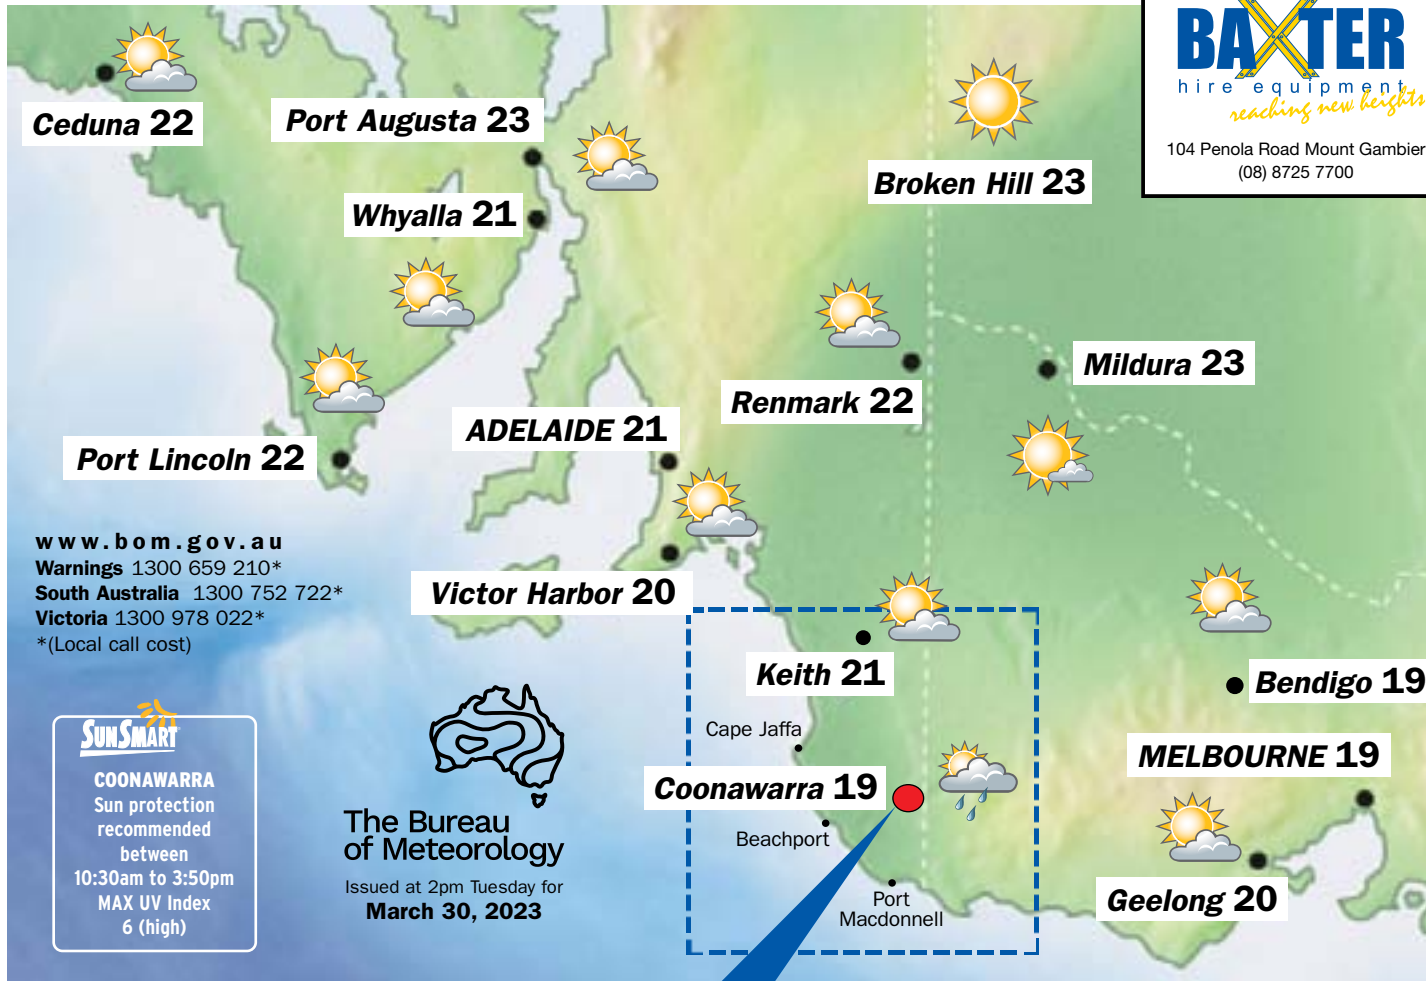 BAXTER
hire equipment
reaching new heights
104 Penola Road Mount Gambier
(08) 8725 7700
Ceduna 22
Port Augusta 23
Whyalla 21
Broken Hill 23
Renmark 22
Mildura 23
ADELAIDE 21
Port Lincoln 22
www.bom.gov.au
Warnings 1300 659 210*
South Australia 1300 752 722*
Victoria 1300 978 022*
*(Local call cost)
Victor Harbor 20
Keith 21
Bendigo 19
Cape Jaffa
MELBOURNE 19
Coonawarra 19
Beachport
Port
Macdonnell
Geelong 20
SUNSMART
COONAWARRA
Sun protection
recommended
between
10:30am to 3:50pm
MAX UV Index
6 (high)
The Bureau
of Meteorology
Issued at 2pm Tuesday for
March 30, 2023